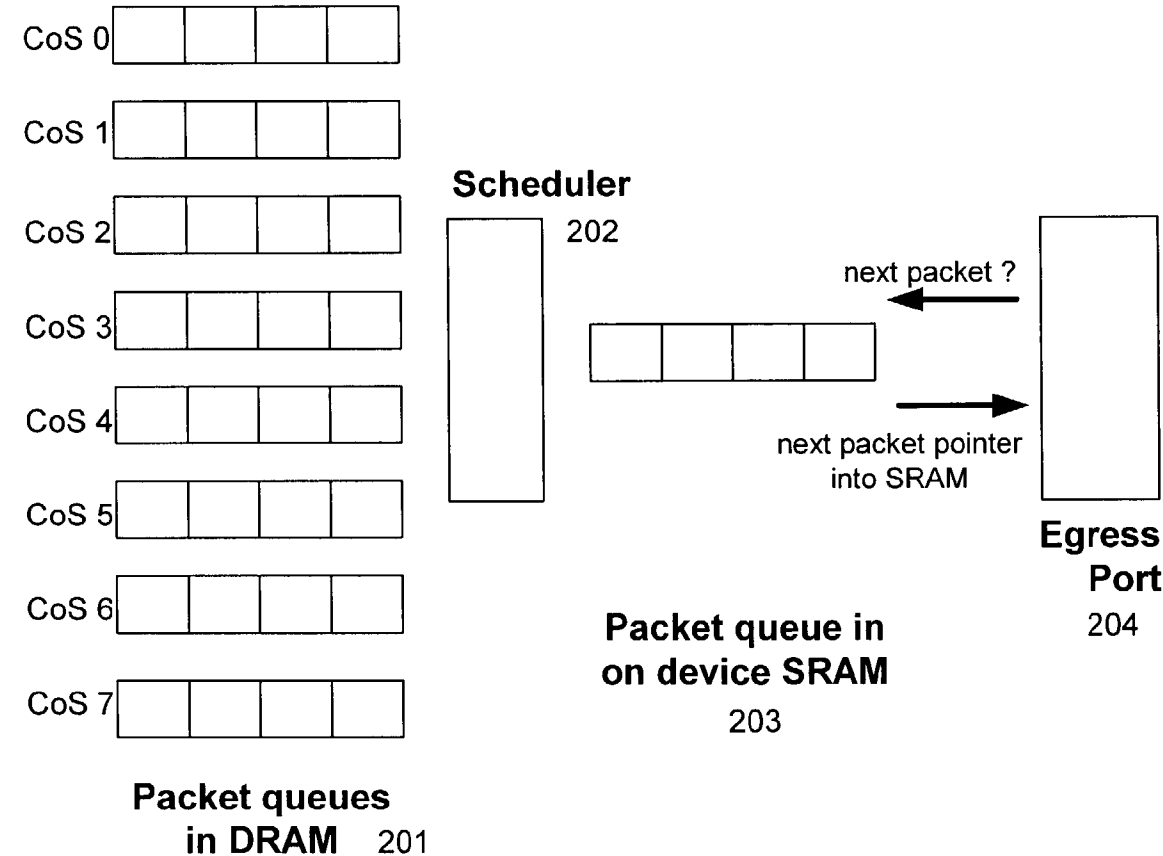 CoS 0
CoS 1
CoS 2
CoS 3
CoS 4
CoS 5
CoS 6
CoS 7
Packet queues
in DRAM 201
Scheduler
202
next packet ?
next packet pointer
into SRAM
Packet queue in
on device SRAM
203
Egress
Port
204